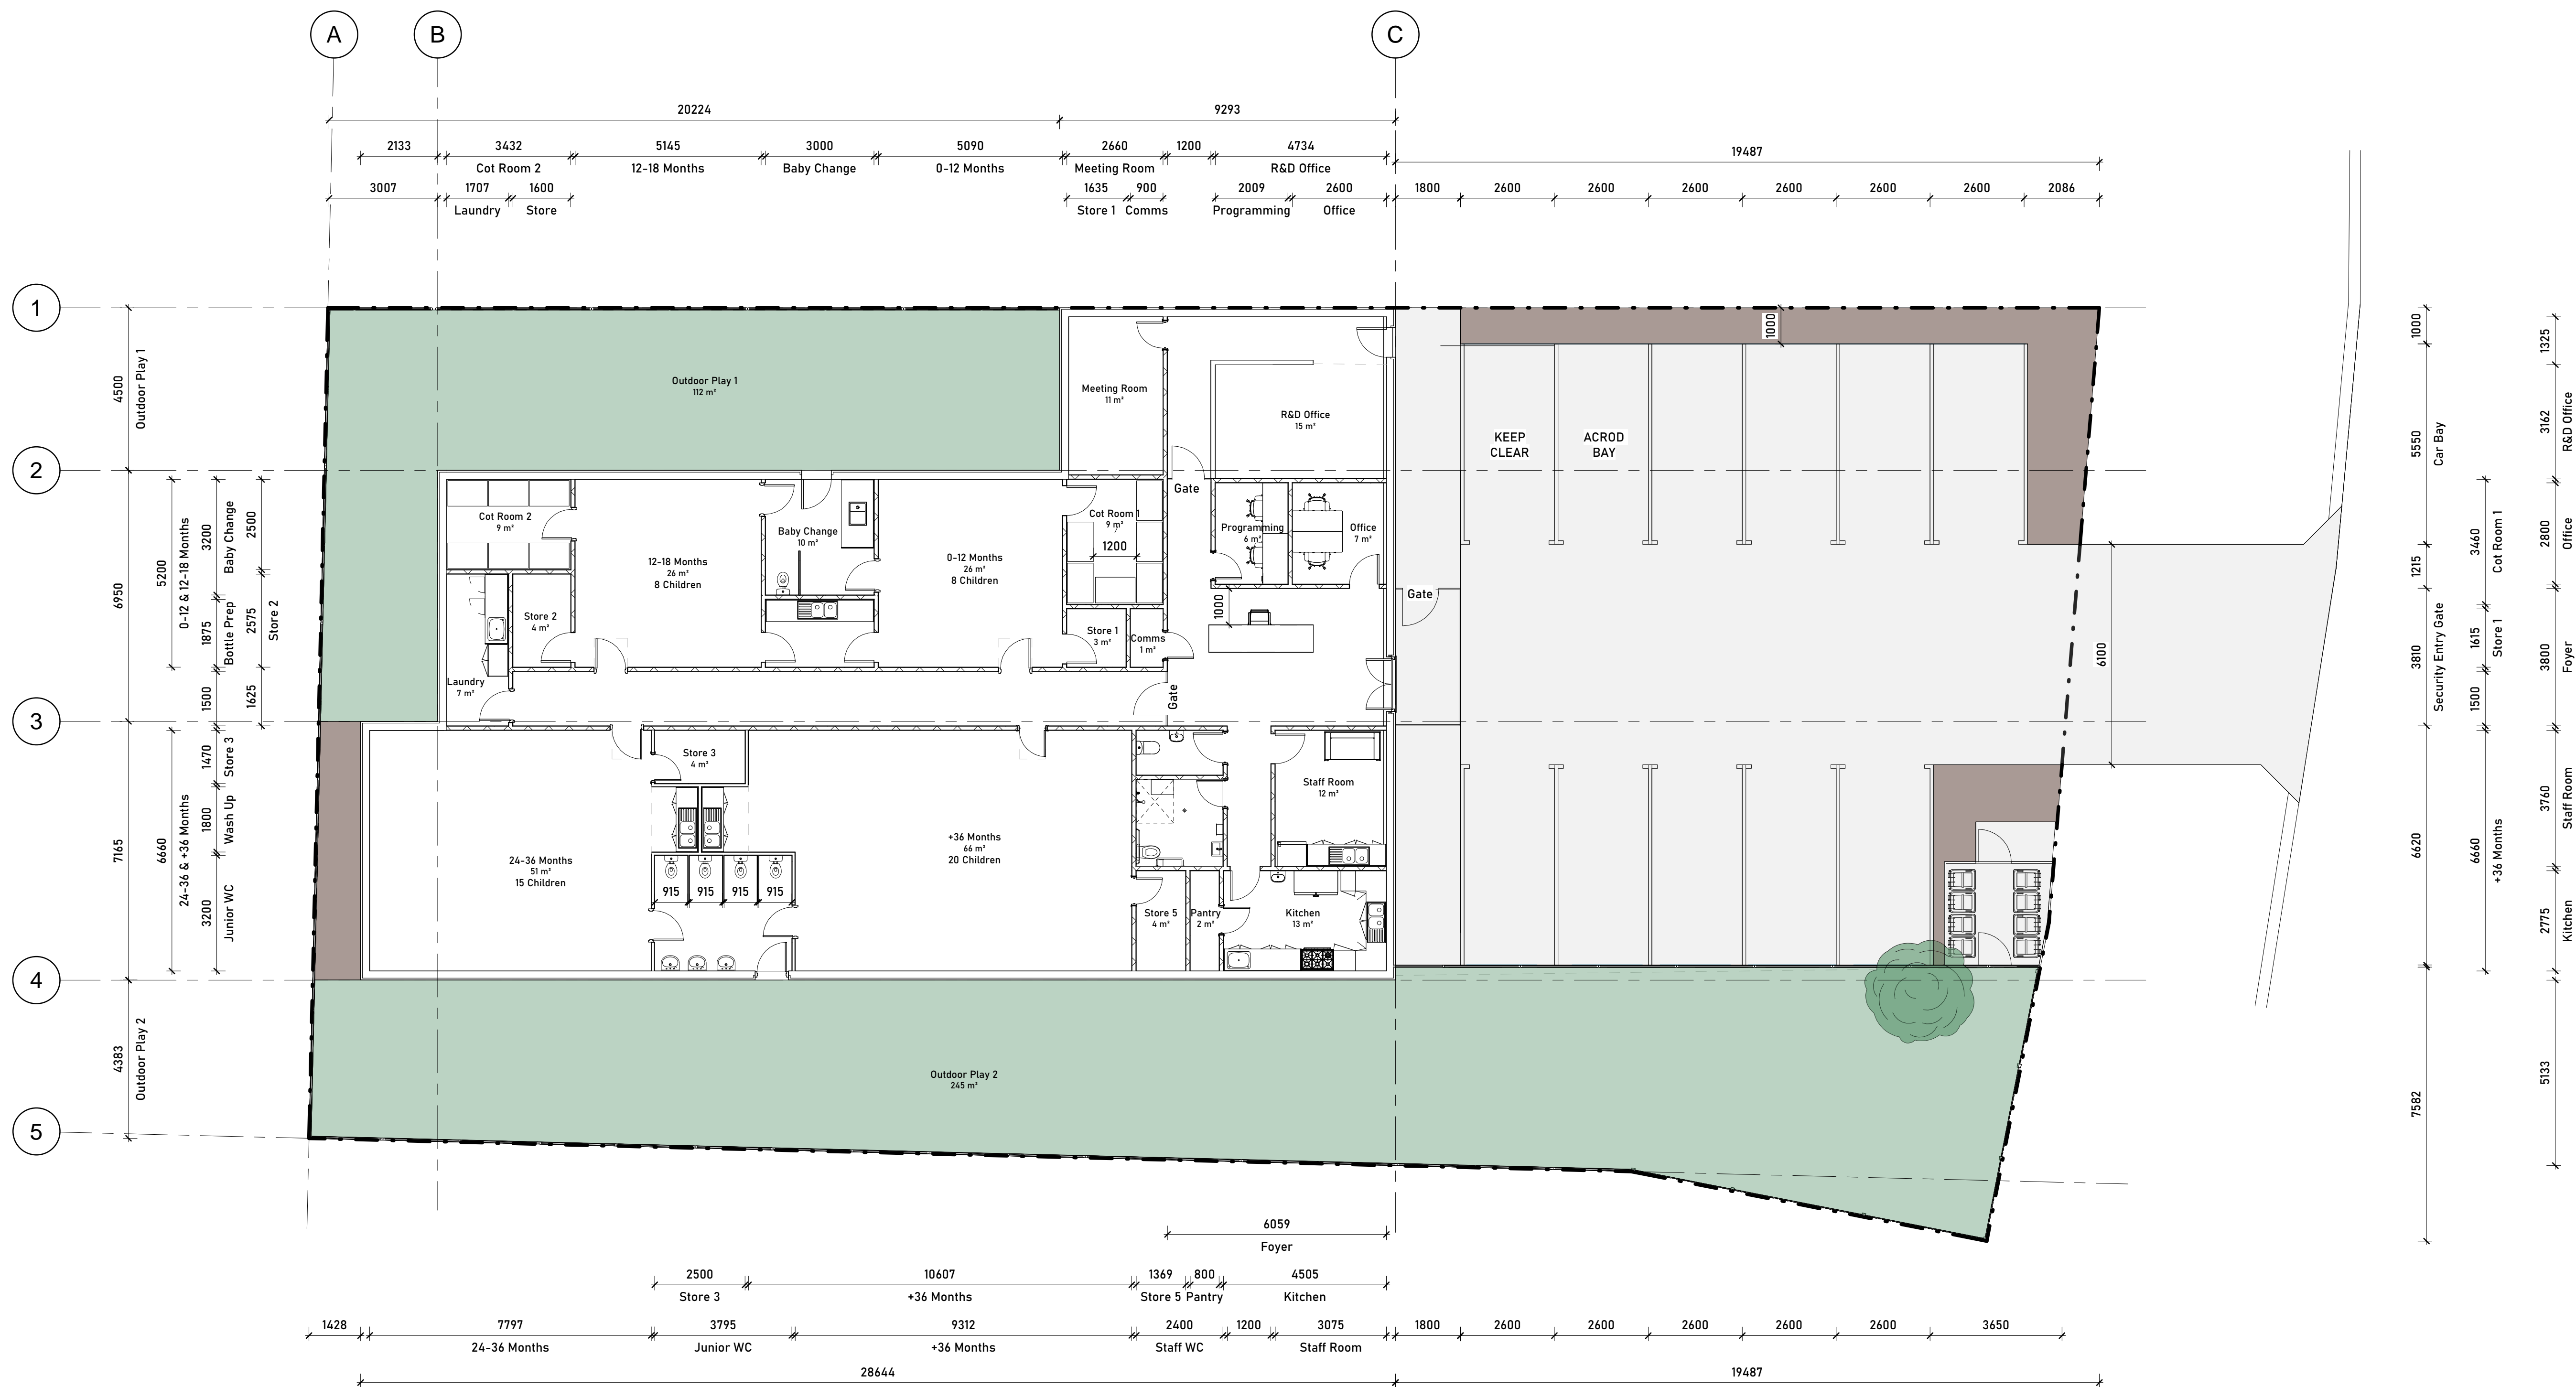 A
B
C
20224
9293
2133
3432
5145
3000
5090
2660
1200
4734
19487
Cot Room 2
12-18 Months
Baby Change
0-12 Months
Meeting Room
R&D Office
3007
1707
1600
1635
900
2009
2600
1800
2600
2600
2600
2600
2600
2600
2086
Laundry
Store
Store 1
Comms
Programming
Office
1
2
3
4
5
4500
Outdoor Play 1
6950
7165
4383
Outdoor Play 2
5200
0-12 & 12-18 Months
3200
Baby Change
1875
Bottle Prep
1500
2500
2575
Store 2
1625
6660
24-36 & +36 Months
1470
Store 3
1800
Wash Up
3200
Junior WC
Outdoor Play 1
112 m²
Meeting Room
11 m²
R&D Office
15 m²
1000
KEEP
CLEAR
ACROD
BAY
Gate
Cot Room 2
9 m²
12-18 Months
26 m²
8 Children
Baby Change
10 m²
0-12 Months
26 m²
8 Children
Cot Room 1
9 m²
1200
Programming
6 m²
Office
7 m²
Gate
1000
Store 2
4 m²
Store 1
3 m²
Comms
1 m²
Laundry
7 m²
Gate
6100
Store 3
4 m²
Staff Room
12 m²
24-36 Months
51 m²
15 Children
+36 Months
66 m²
20 Children
915
915
915
915
Store 5
4 m²
Pantry
2 m²
Kitchen
13 m²
Outdoor Play 2
245 m²
1000
5550
Car Bay
1215
3810
Security Entry Gate
6620
7582
3460
Cot Room 1
1615
Store 1
1500
6660
+36 Months
1325
3162
R&D Office
2800
Office
3800
Foyer
3760
Staff Room
2775
Kitchen
5133
6059
Foyer
2500
10607
1369
800
4505
Store 3
+36 Months
Store 5
Pantry
Kitchen
1428
7797
3795
9312
2400
1200
3075
1800
2600
2600
2600
2600
2600
3650
24-36 Months
Junior WC
+36 Months
Staff WC
Staff Room
28644
19487